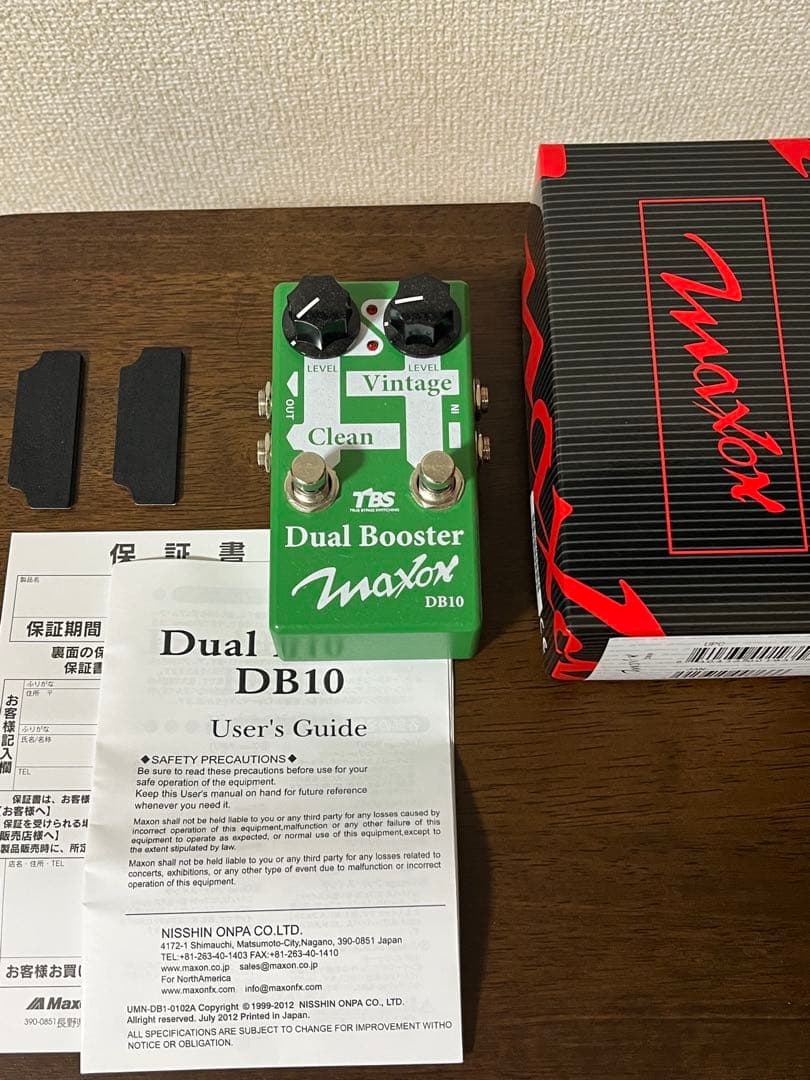 maxon
UPC
LEVEL
LEVEL
Vintage
OUT
IN
Clean
TBS
TRUE BYPASS SWITCHING
Dual Booster
maxon
DB10
保証書
製品名
保証期間
裏面の保
保証書
お客様記入欄
ふりがな
住所 〒
ふりがな
氏名/名称
TEL
保証書は、お客様
【お客様へ】
保証を受けられる場
販売店様へ】
製品販売時に、所定
店名・住所・TEL
お客様お買い
Maxo
390-0851長野県
Dual
DB10
User's Guide
◆SAFETY PRECAUTIONS◆
Be sure to read these precautions before use for your
safe operation of the equipment.
Keep this User's manual on hand for future reference
whenever you need it.
Maxon shall not be held liable to you or any third party for any losses caused by
incorrect operation of this equipment,malfunction or any other failure of this
equipment to operate as expected, or normal use of this equipment,except to
the extent stipulated by law.
Maxon shall not be held liable to you or any third party for any losses related to
concerts, exhibitions, or any other type of event due to malfunction or incorrect
operation of this equipment.
NISSHIN ONPA CO.LTD.
4172-1 Shimauchi, Matsumoto-City,Nagano, 390-0851 Japan
TEL:+81-263-40-1403 FAX:+81-263-40-1410
www.maxon.co.jp sales@maxon.co.jp
For NorthAmerica
www.maxonfx.com info@maxonfx.com
UMN-DB1-0102A Copyright ©1999-2012 NISSHIN ONPA CO., LTD.
Allright reserved. July 2012 Printed in Japan.
ALL SPECIFICATIONS ARE SUBJECT TO CHANGE FOR IMPROVEMENT WITHO
NOTICE OR OBLIGATION.